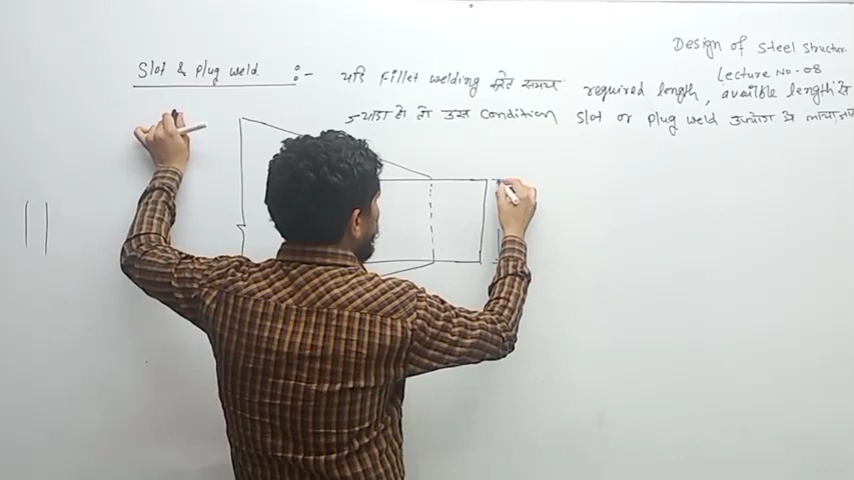 Design of Steel Structure.
Lecture No - 08
Slot & plug weld :- यदि Fillet welding करते समय required length, availble length से
ज्यादा हो तो उस condition Slot or plug weld उपयोग मे लाया जा